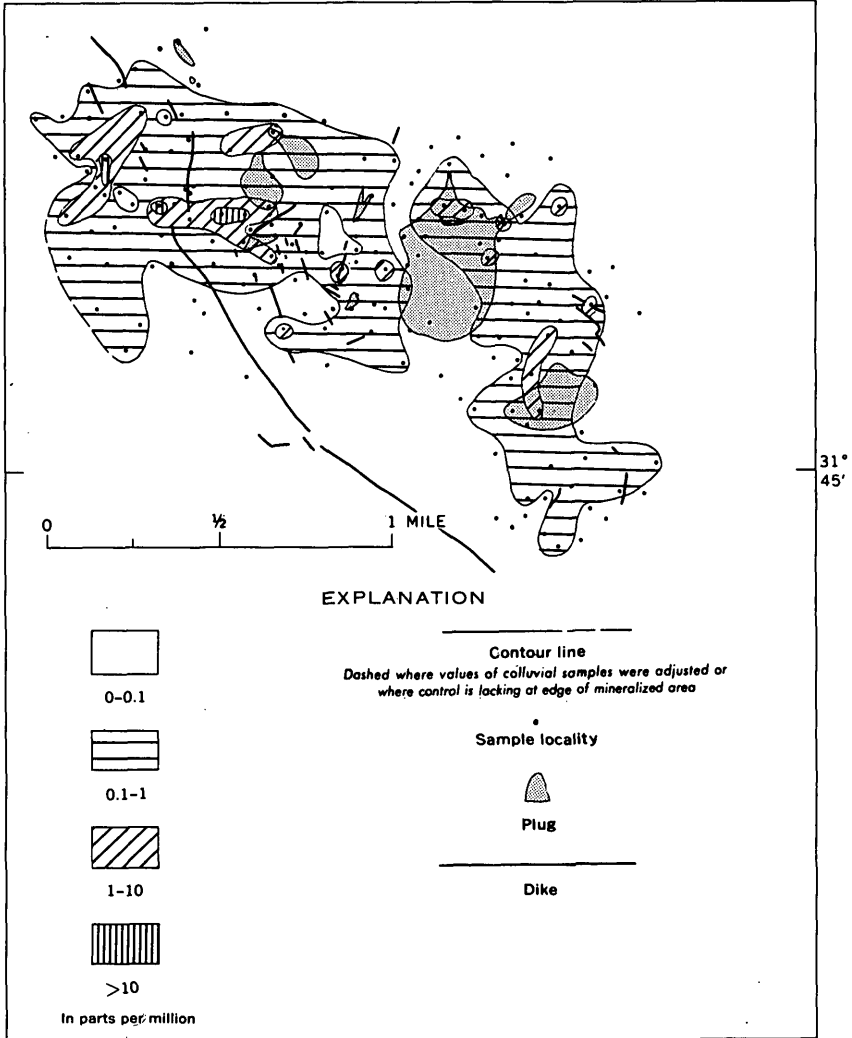 31°
45'
0 ½ 1 MILE
EXPLANATION
0-0.1
0.1-1
1-10
>10
In parts per million
Contour line
Dashed where values of colluvial samples were adjusted or
where control is lacking at edge of mineralized area
Sample locality
Plug
Dike